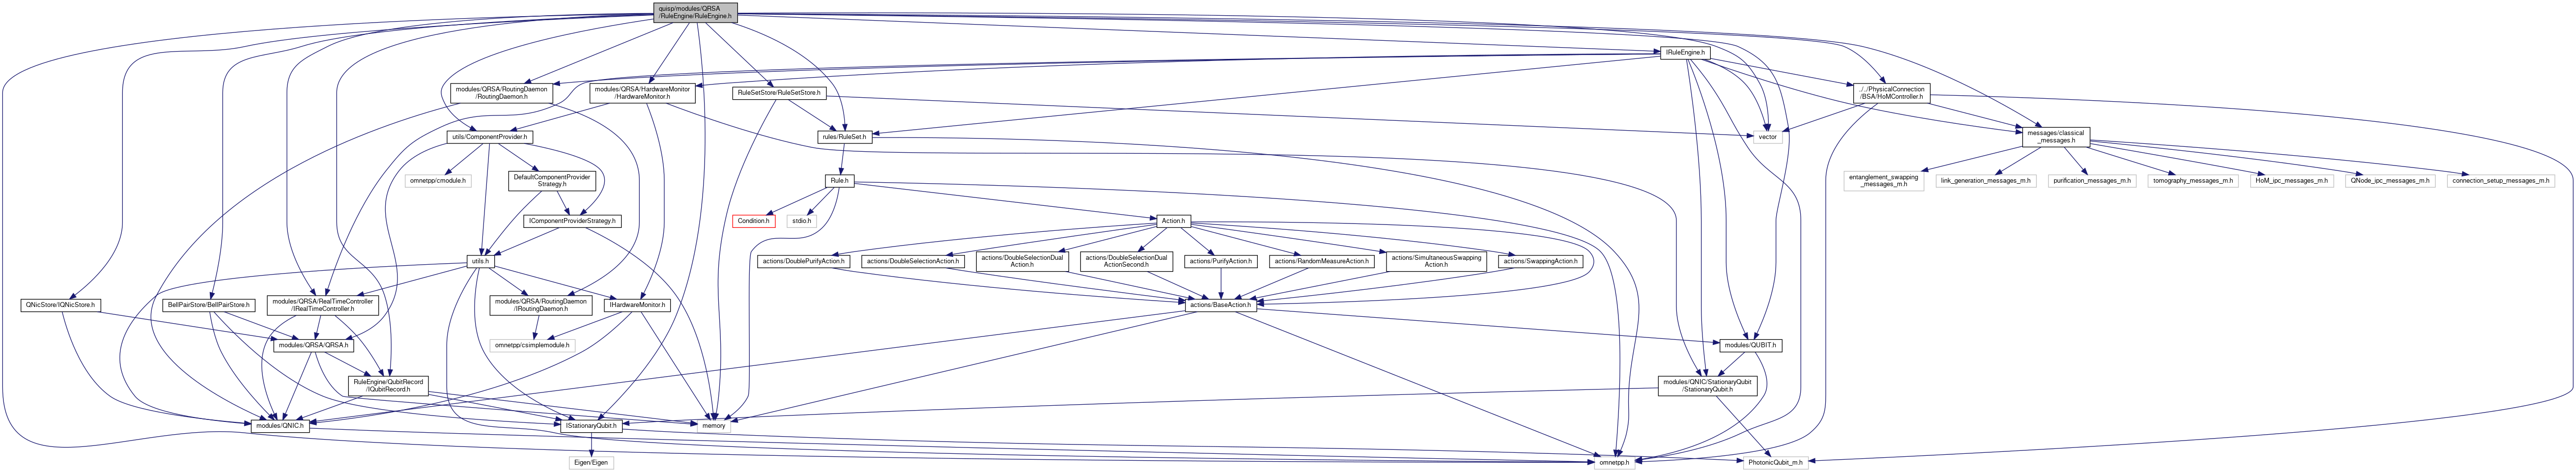 quisp/modules/QRSA
/RuleEngine/RuleEngine.h
IRuleEngine.h
modules/QRSA/RoutingDaemon
/RoutingDaemon.h
modules/QRSA/HardwareMonitor
/HardwareMonitor.h
RuleSetStore/RuleSetStore.h
././PhysicalConnection
/BSA/HoMController.h
utils/ComponentProvider.h
rules/RuleSet.h
vector
messages/classical
_messages.h
omnetpp/cmodule.h
DefaultComponentProvider
Strategy.h
Rule.h
entanglement_swapping
_messages_m.h
link_generation_messages_m.h
purification_messages_m.h
tomography_messages_m.h
HoM_ipc_messages_m.h
QNode_ipc_messages_m.h
connection_setup_messages_m.h
IComponentProviderStrategy.h
Condition.h
stdio.h
Action.h
utils.h
actions/DoublePurifyAction.h
actions/DoubleSelectionAction.h
actions/DoubleSelectionDual
Action.h
actions/DoubleSelectionDual
ActionSecond.h
actions/PurifyAction.h
actions/RandomMeasureAction.h
actions/SimultaneousSwapping
Action.h
actions/SwappingAction.h
QNicStore/IQNicStore.h
BellPairStore/BellPairStore.h
modules/QRSA/RealTimeController
/IRealTimeController.h
modules/QRSA/RoutingDaemon
/IRoutingDaemon.h
IHardwareMonitor.h
actions/BaseAction.h
modules/QRSA/QRSA.h
omnetpp/csimplemodule.h
modules/QUBIT.h
RuleEngine/QubitRecord
/IQubitRecord.h
modules/QNIC/StationaryQubit
/StationaryQubit.h
modules/QNIC.h
IStationaryQubit.h
memory
Eigen/Eigen
omnetpp.h
PhotonicQubit_m.h